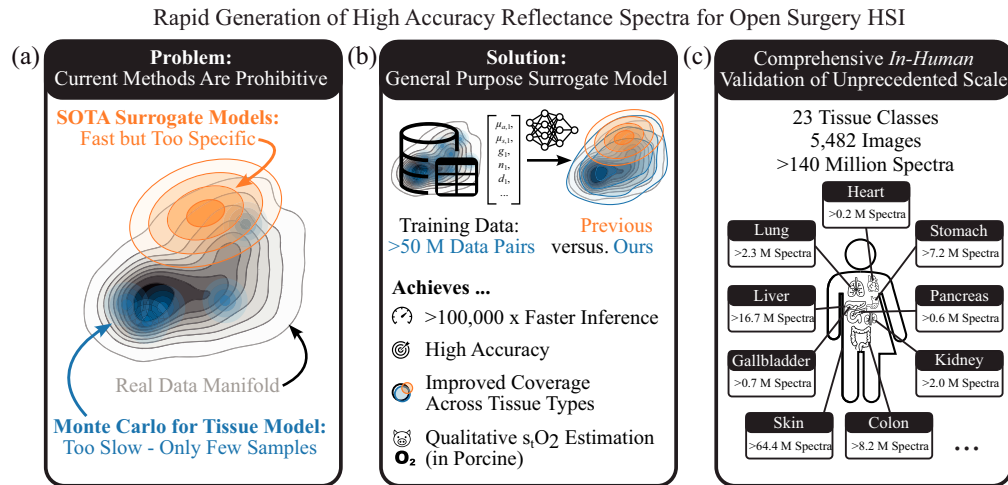 Rapid Generation of High Accuracy Reflectance Spectra for Open Surgery HSI
(a)
Problem:
Current Methods Are Prohibitive
SOTA Surrogate Models:
Fast but Too Specific
Real Data Manifold
Monte Carlo for Tissue Model:
Too Slow - Only Few Samples
(b)
Solution:
General Purpose Surrogate Model
μₐ,₁,
μₛ,₁,
g₁,
n₁,
d₁,
...
Training Data:
>50 M Data Pairs
Previous
versus. Ours
Achieves ...
>100,000 x Faster Inference
High Accuracy
Improved Coverage
Across Tissue Types
Qualitative sₜO2 Estimation
(in Porcine)
O₂
(c)
Comprehensive In-Human
Validation of Unprecedented Scale
23 Tissue Classes
5,482 Images
>140 Million Spectra
Heart
>0.2 M Spectra
Lung
>2.3 M Spectra
Stomach
>7.2 M Spectra
Liver
>16.7 M Spectra
Pancreas
>0.6 M Spectra
Gallbladder
>0.7 M Spectra
Kidney
>2.0 M Spectra
Skin
>64.4 M Spectra
Colon
>8.2 M Spectra
...